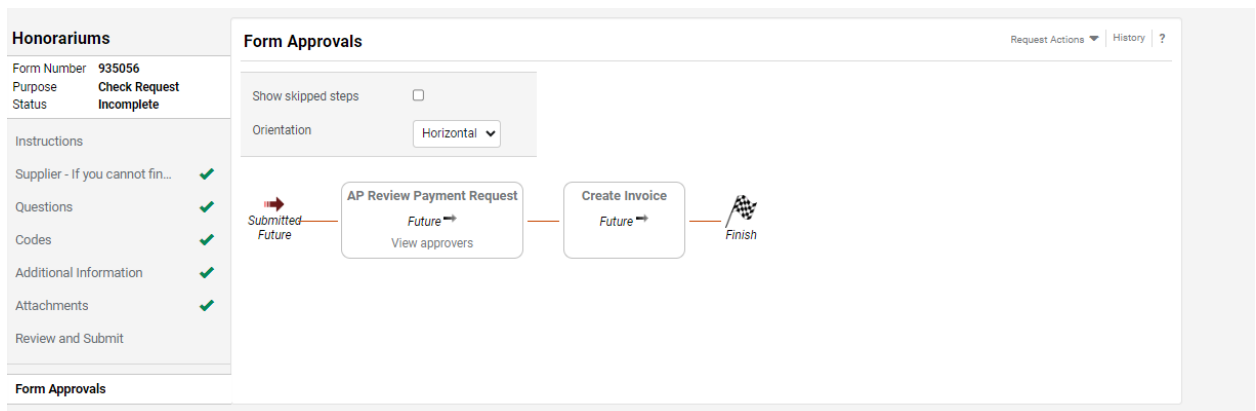 Honorariums
Form Number 935056
Purpose Check Request
Status Incomplete
Instructions
Supplier - If you cannot fin...
Questions
Codes
Additional Information
Attachments
Review and Submit
Form Approvals
Form Approvals
Request Actions History ?
Show skipped steps
Orientation Horizontal
Submitted
Future
AP Review Payment Request
Future
View approvers
Create Invoice
Future
Finish